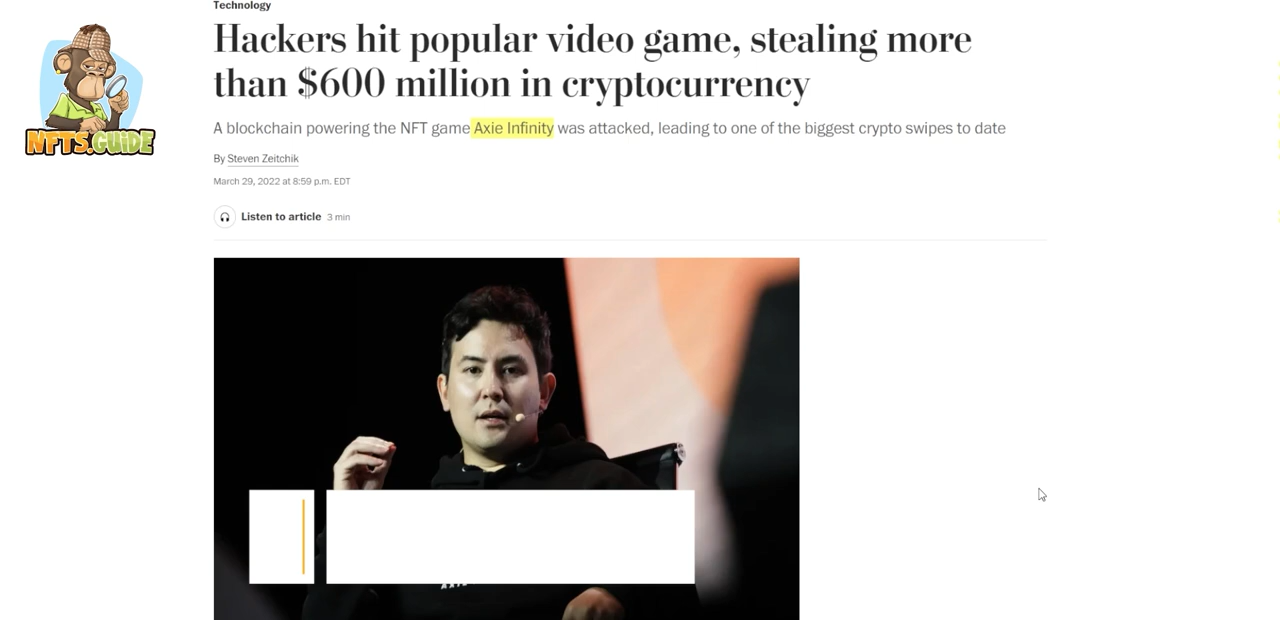 Technology
Hackers hit popular video game, stealing more
than $600 million in cryptocurrency
A blockchain powering the NFT game Axie Infinity was attacked, leading to one of the biggest crypto swipes to date
By Steven Zeitchik
March 29, 2022 at 8:59 p.m. EDT
Listen to article 3 min
NFTS.GUIDE